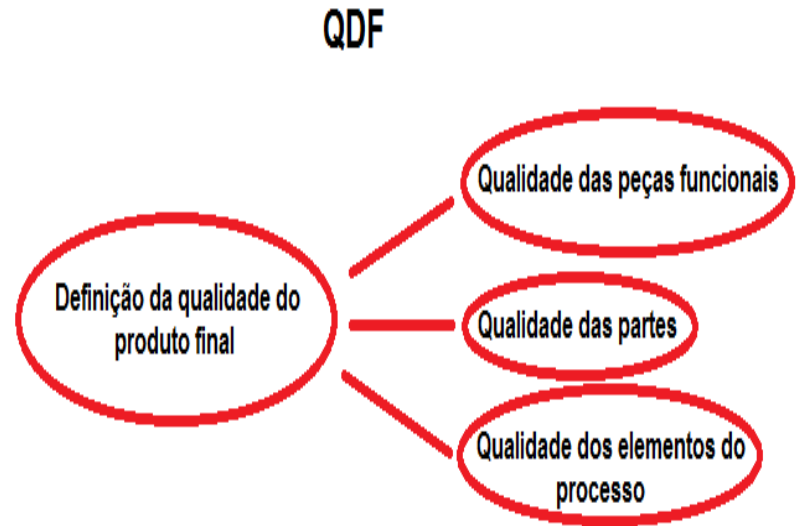 QDF
Qualidade das peças funcionais
Definição da qualidade do
produto final
Qualidade das partes
Qualidade dos elementos do
processo